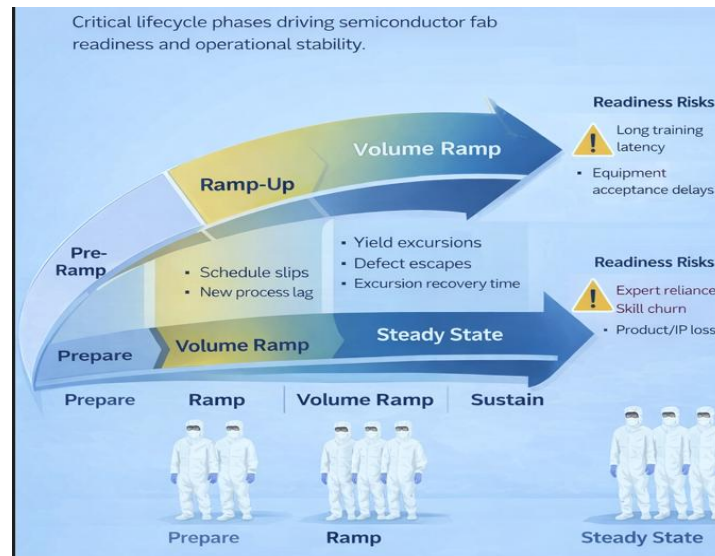 Critical lifecycle phases driving semiconductor fab
readiness and operational stability.
Readiness Risks
Long training
latency
• Equipment
acceptance delays
Volume Ramp
Ramp-Up
Pre-
Ramp
• Schedule slips
• New process lag
• Yield excursions
• Defect escapes
• Excursion recovery time
Readiness Risks
Expert reliance
Skill churn
• Product/IP loss
Prepare
Volume Ramp
Steady State
Prepare
Ramp
Volume Ramp
Sustain
Prepare
Ramp
Steady State